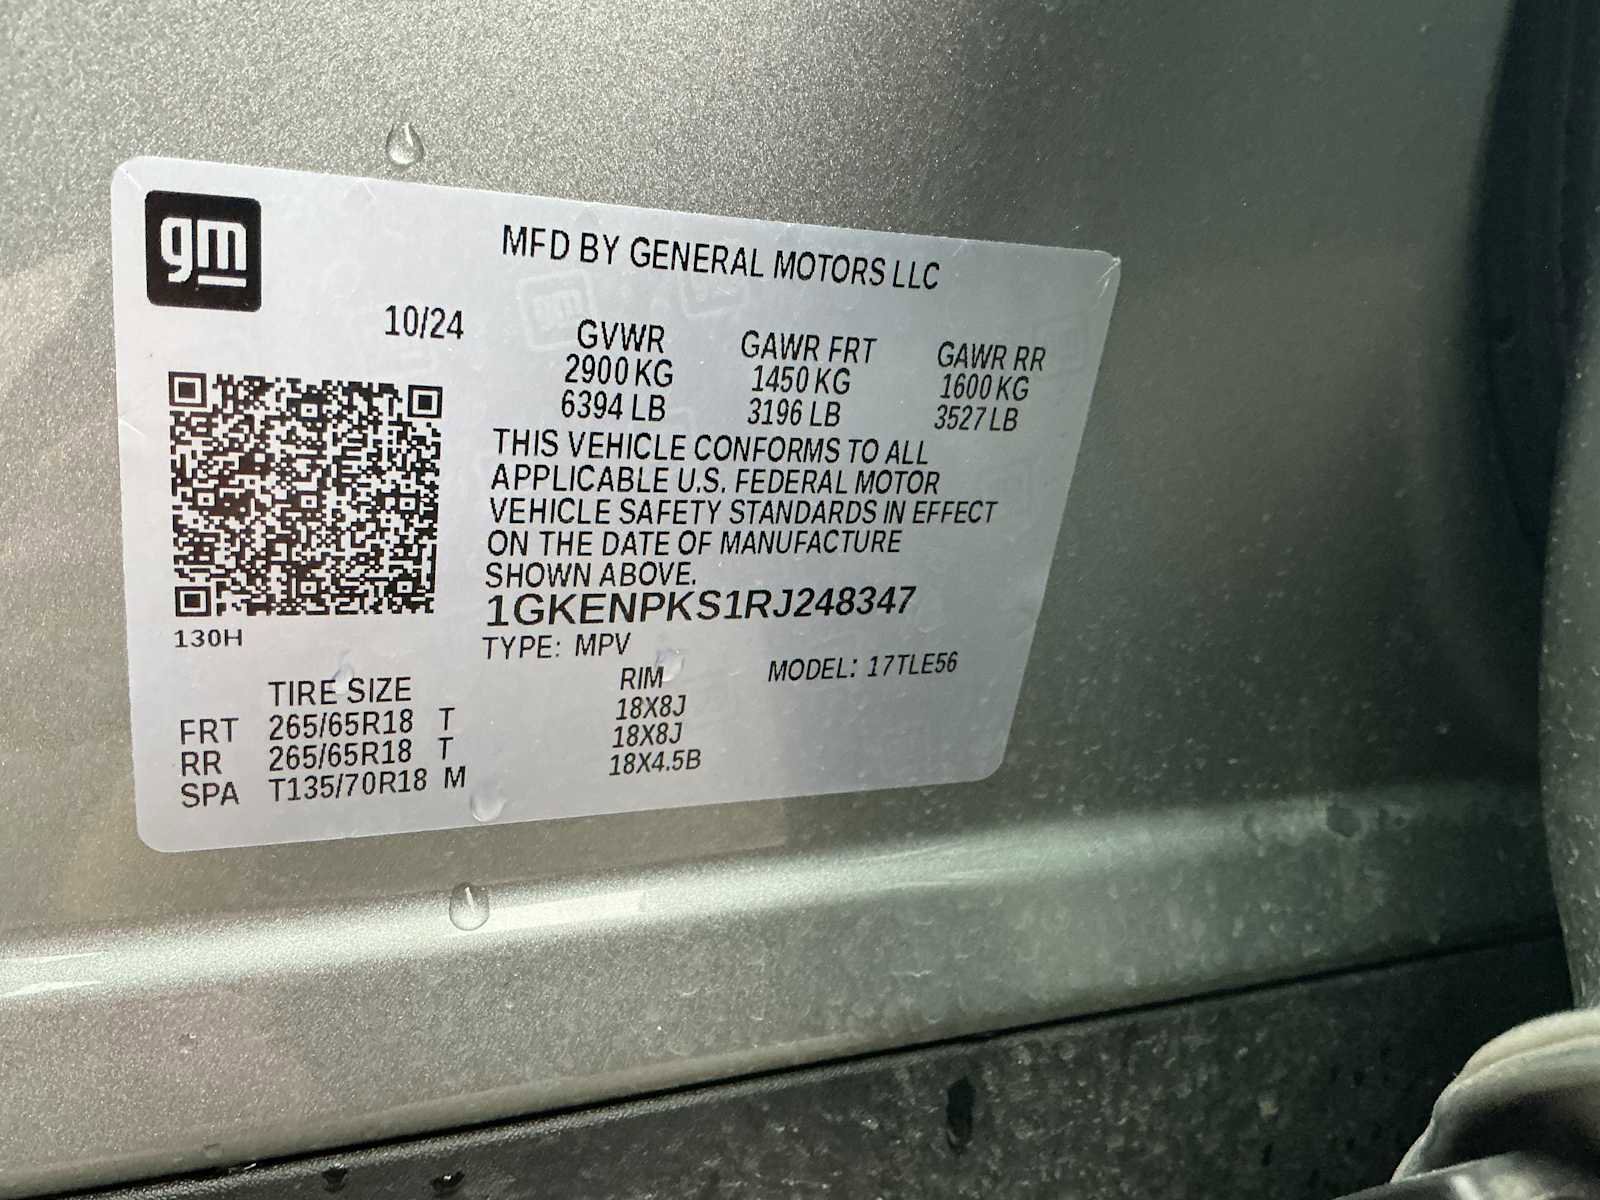 gm
MFD BY GENERAL MOTORS LLC
10/24
GVWR GAWR FRT GAWR RR
2900 KG 1450 KG 1600 KG
6394 LB 3196 LB 3527 LB
THIS VEHICLE CONFORMS TO ALL
APPLICABLE U.S. FEDERAL MOTOR
VEHICLE SAFETY STANDARDS IN EFFECT
ON THE DATE OF MANUFACTURE
SHOWN ABOVE.
1GKENPKS1RJ248347
130H
TYPE: MPV MODEL: 17TLE56
TIRE SIZE RIM
FRT 265/65R18 T 18X8J
RR 265/65R18 T 18X8J
SPA T135/70R18 M 18X4.5B